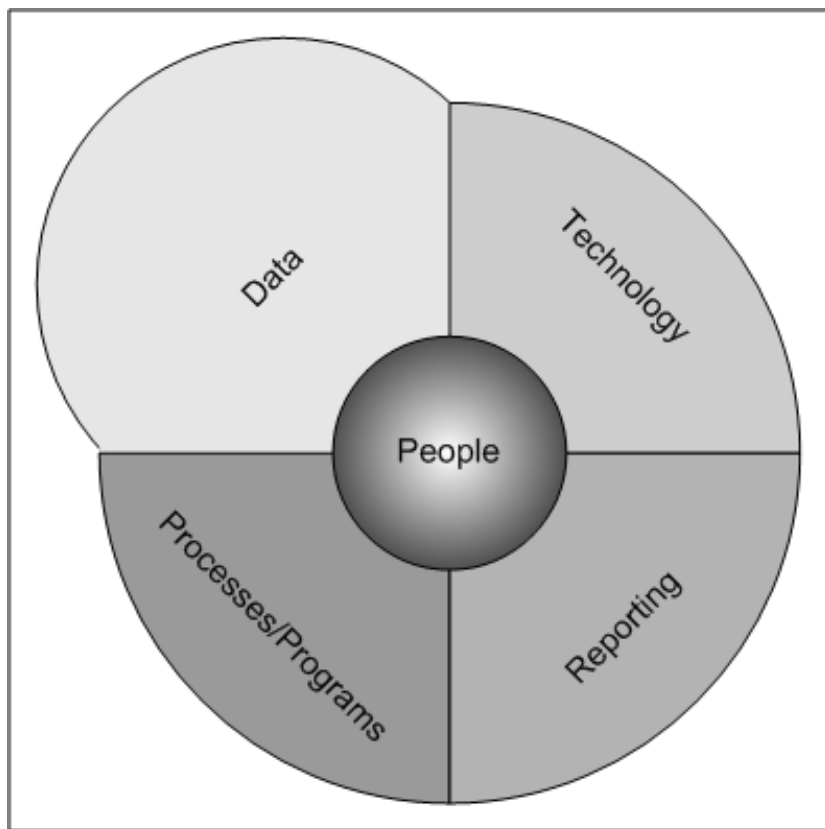 Data
Technology
People
Processes/Programs
Reporting